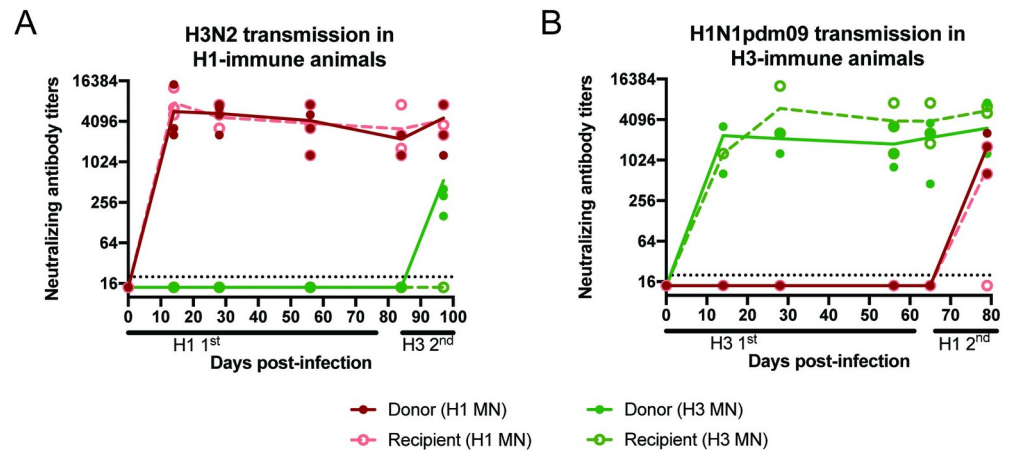 A
H3N2 transmission in
H1-immune animals
Neutralizing antibody titers
16384
4096
1024
256
64
16
0 10 20 30 40 50 60 70 80 90 100
H1 1st H3 2nd
Days post-infection
B
H1N1pdm09 transmission in
H3-immune animals
Neutralizing antibody titers
16384
4096
1024
256
64
16
0 10 20 30 40 50 60 70 80
H3 1st H1 2nd
Days post-infection
Donor (H1 MN) Donor (H3 MN)
Recipient (H1 MN) Recipient (H3 MN)